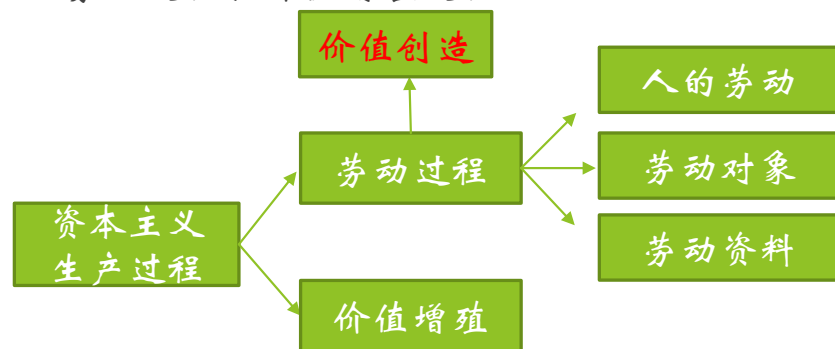 价值创造
人的劳动
劳动过程
劳动对象
资本主义
生产过程
劳动资料
价值增殖